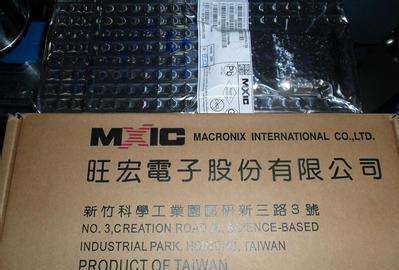 MXIC
MXIC MACRONIX INTERNATIONAL CO.,LTD.
旺宏電子股份有限公司
新竹科學工業園區研新三路3號
NO.3,CREATION ROAD SCIENCE-BASED
INDUSTRIAL PARK, TAIWAN
PRODUCT OF TAIWAN